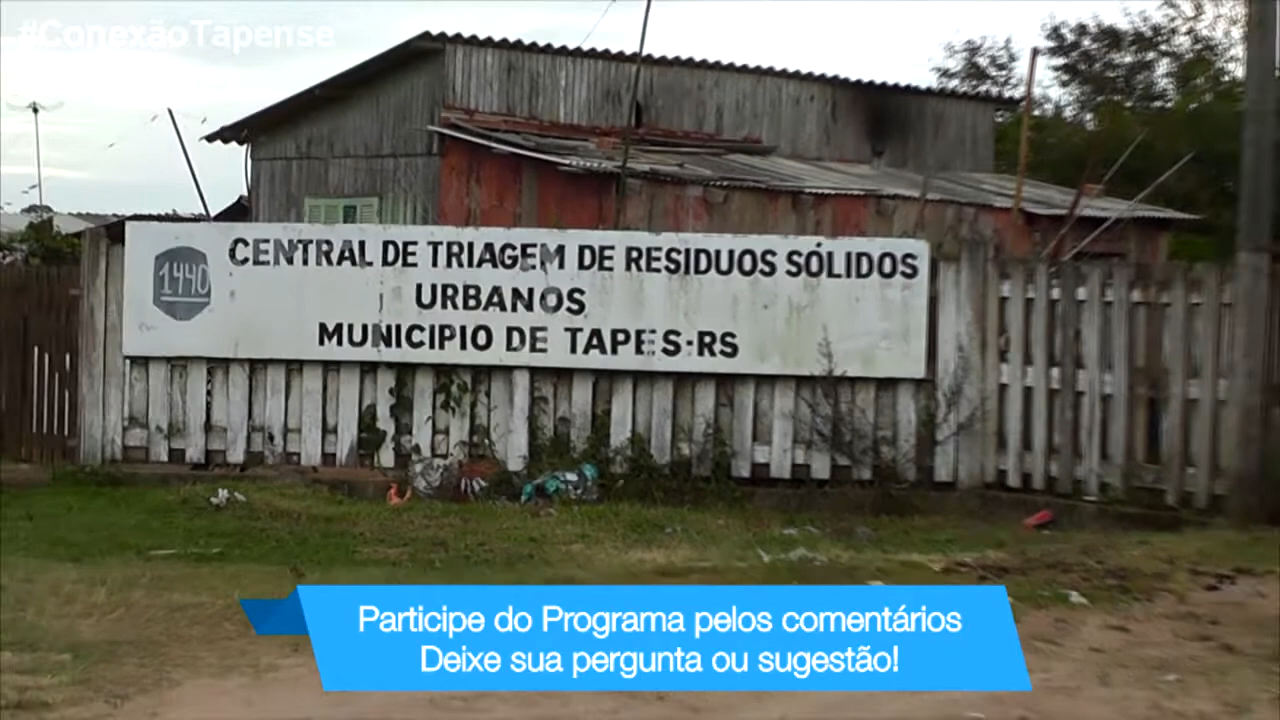 #ConexãoTapense
1440
CENTRAL DE TRIAGEM DE RESIDUOS SÓLIDOS
URBANOS
MUNICIPIO DE TAPES-RS
Participe do Programa pelos comentários
Deixe sua pergunta ou sugestão!